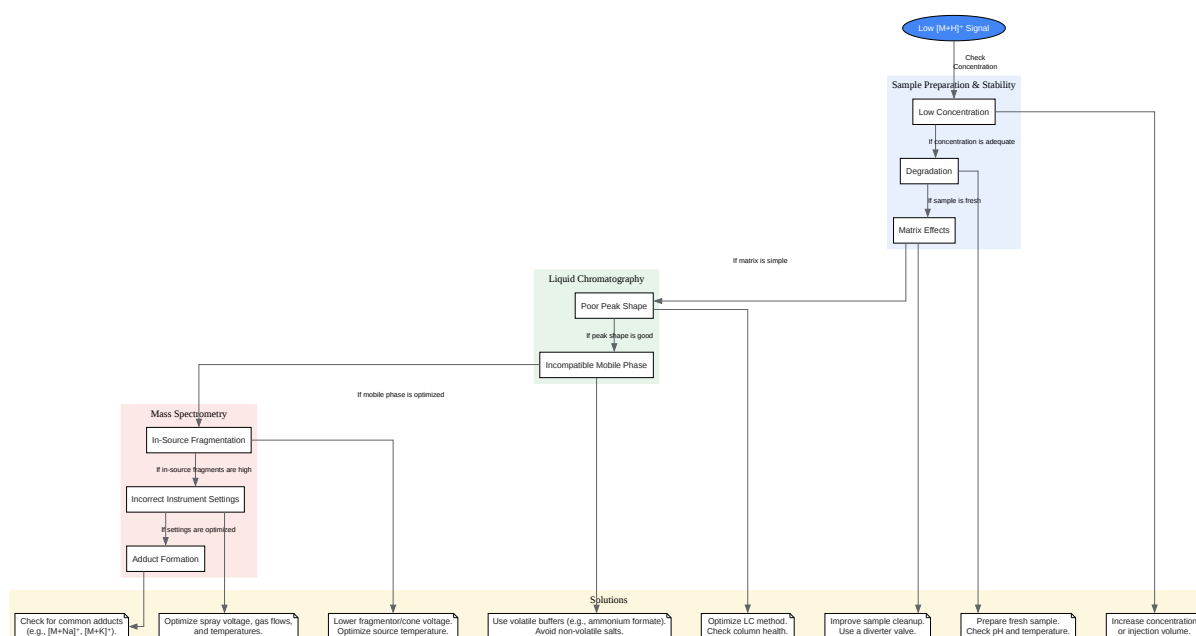 Low [M+H]⁺ Signal
Check
Concentration
Sample Preparation & Stability
Low Concentration
If concentration is adequate
Degradation
If sample is fresh
Matrix Effects
If matrix is simple
Liquid Chromatography
Poor Peak Shape
If peak shape is good
Incompatible Mobile Phase
If mobile phase is optimized
Mass Spectrometry
In-Source Fragmentation
If in-source fragments are high
Incorrect Instrument Settings
If settings are optimized
Adduct Formation
Solutions
Check for common adducts
(e.g., [M+Na]⁺, [M+K]⁺).
Optimize spray voltage, gas flows,
and temperatures.
Lower fragmentor/cone voltage.
Optimize source temperature.
Use volatile buffers (e.g., ammonium formate).
Avoid non-volatile salts.
Optimize LC method.
Check column health.
Improve sample cleanup.
Use a diverter valve.
Prepare fresh sample.
Check pH and temperature.
Increase concentration
or injection volume.